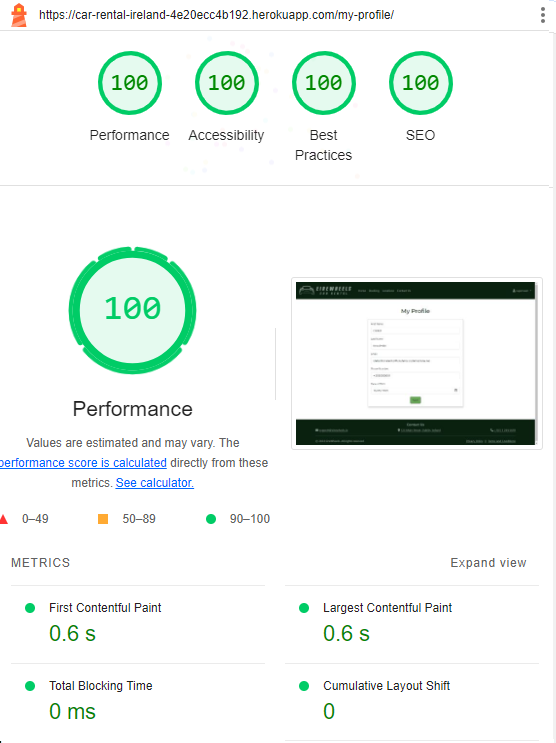 https://car-rental-ireland-4e20ecc4b192.herokuapp.com/my-profile/
100 100 100 100
Performance Accessibility Best Practices SEO
100
Performance
Values are estimated and may vary. The
performance score is calculated directly from these
metrics. See calculator.
0–49 50–89 90–100
My Profile
Contact Us
METRICS Expand view
First Contentful Paint
0.6 s
Largest Contentful Paint
0.6 s
Total Blocking Time
0 ms
Cumulative Layout Shift
0